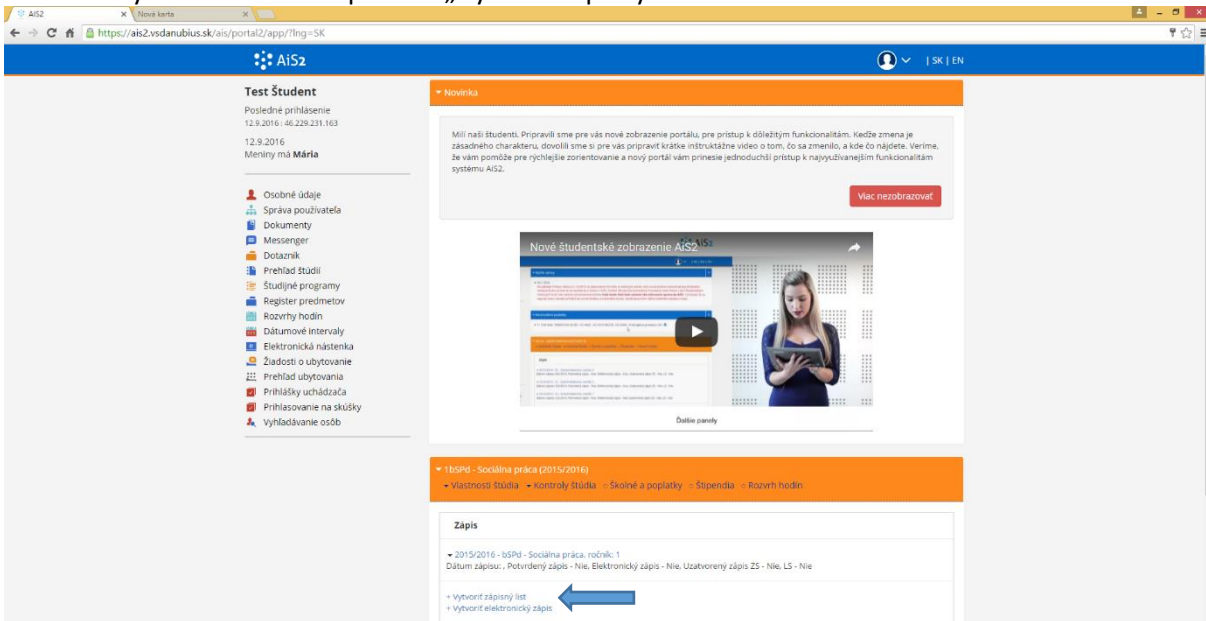 AiS2
Nová karta
https://ais2.vsdanubius.sk/ais/portal2/app/?lng=SK
AiS2
| SK | EN
Test Študent
Posledné prihlásenie
12.9.2016 : 46.229.231.163
12.9.2016
Meniny má Mária
Osobné údaje
Správa používateľa
Dokumenty
Messenger
Dotazník
Prehľad štúdií
Študijné programy
Register predmetov
Rozvrhy hodín
Dátumové intervaly
Elektronická nástenka
Žiadosti o ubytovanie
Prehľad ubytovania
Prihlášky uchádzača
Prihlasovanie na skúšky
Vyhľadávanie osôb
Novinka
Milí naši študenti. Pripravili sme pre vás nové zobrazenie portálu, pre prístup k dôležitým funkcionalitám. Keďže zmena je
zásadného charakteru, dovolili sme si pre vás pripraviť krátke inštruktážne video o tom, čo sa zmenilo, a kde čo nájdete. Veríme,
že vám pomôže pre rýchlejšie zorientovanie a nový portál vám prinesie jednoduchší prístup k najvyužívanejším funkcionalitám
systému AiS2.
Viac nezobrazovať
Nové študentské zobrazenie AiS2
Ďalšie panely
1bSPd - Sociálna práca (2015/2016)
Vlastnosti štúdia Kontroly štúdia Školné a poplatky Štipendia Rozvrh hodín
Zápis
2015/2016 - bSPd - Sociálna práca, ročník: 1
Dátum zápisu: , Potvrdený zápis - Nie, Elektronický zápis - Nie, Uzatvorený zápis ZS - Nie, LS - Nie
+ Vytvoriť zápisný list
+ Vytvoriť elektronický zápis